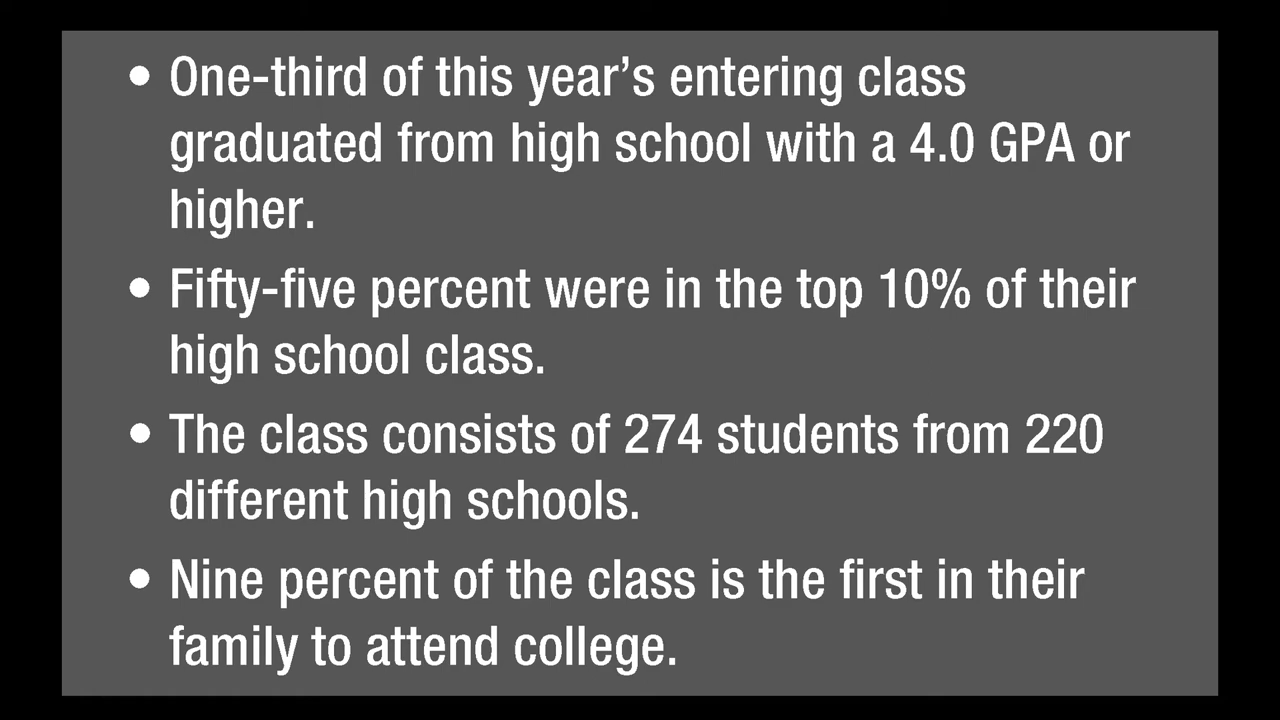 • One-third of this year’s entering class
graduated from high school with a 4.0 GPA or
higher.
• Fifty-five percent were in the top 10% of their
high school class.
• The class consists of 274 students from 220
different high schools.
• Nine percent of the class is the first in their
family to attend college.